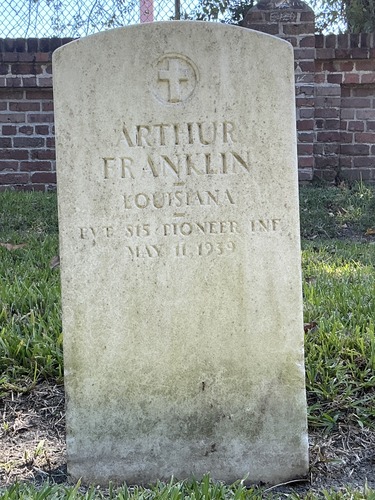 ARTHUR
FRANKLIN
LOUISIANA
PVT. 515 PIONEER INF.
MAY 11, 1939